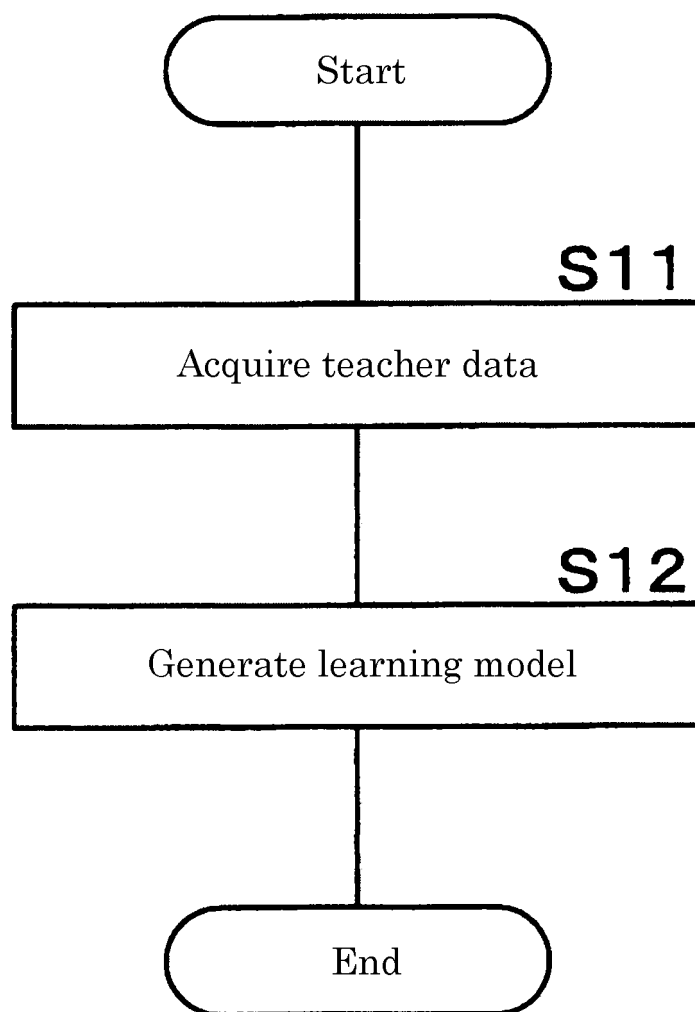 Start
S11
Acquire teacher data
S12
Generate learning model
End